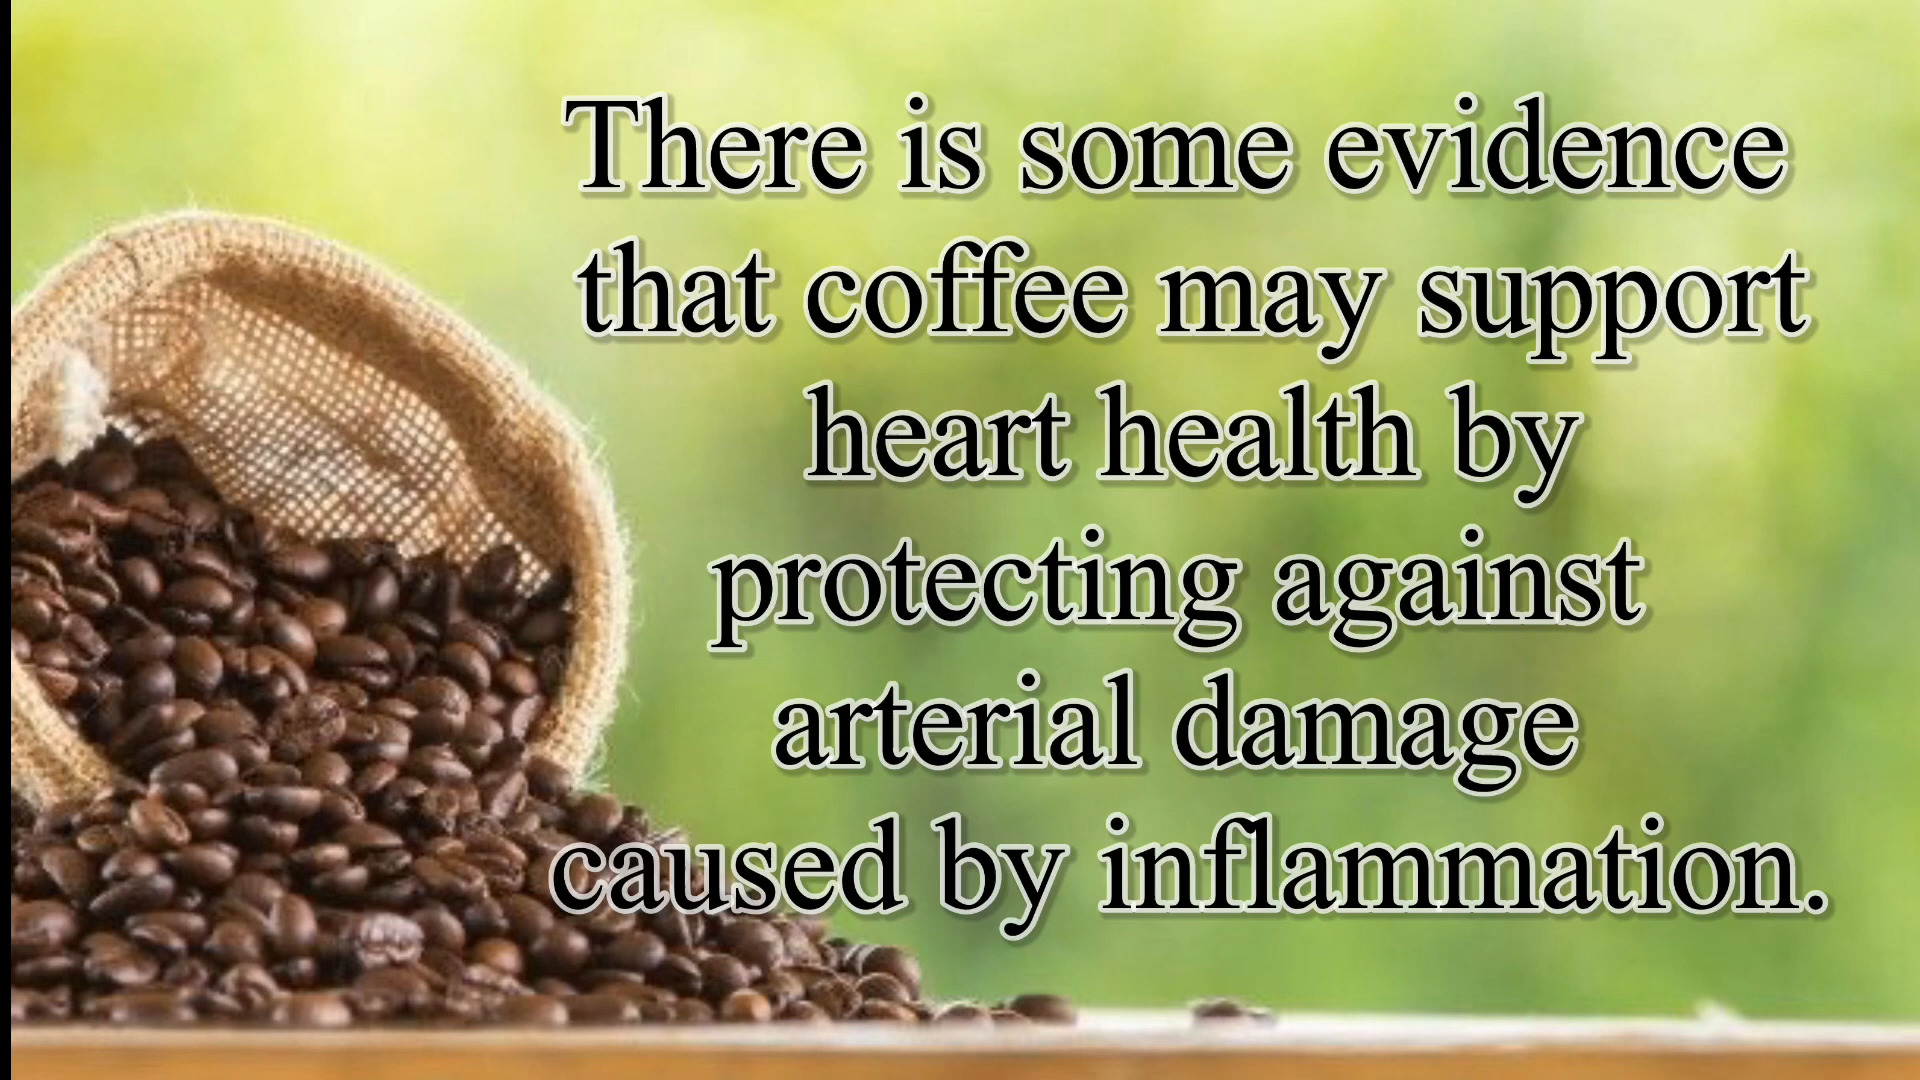 There is some evidence
that coffee may support
heart health by
protecting against
arterial damage
caused by inflammation.